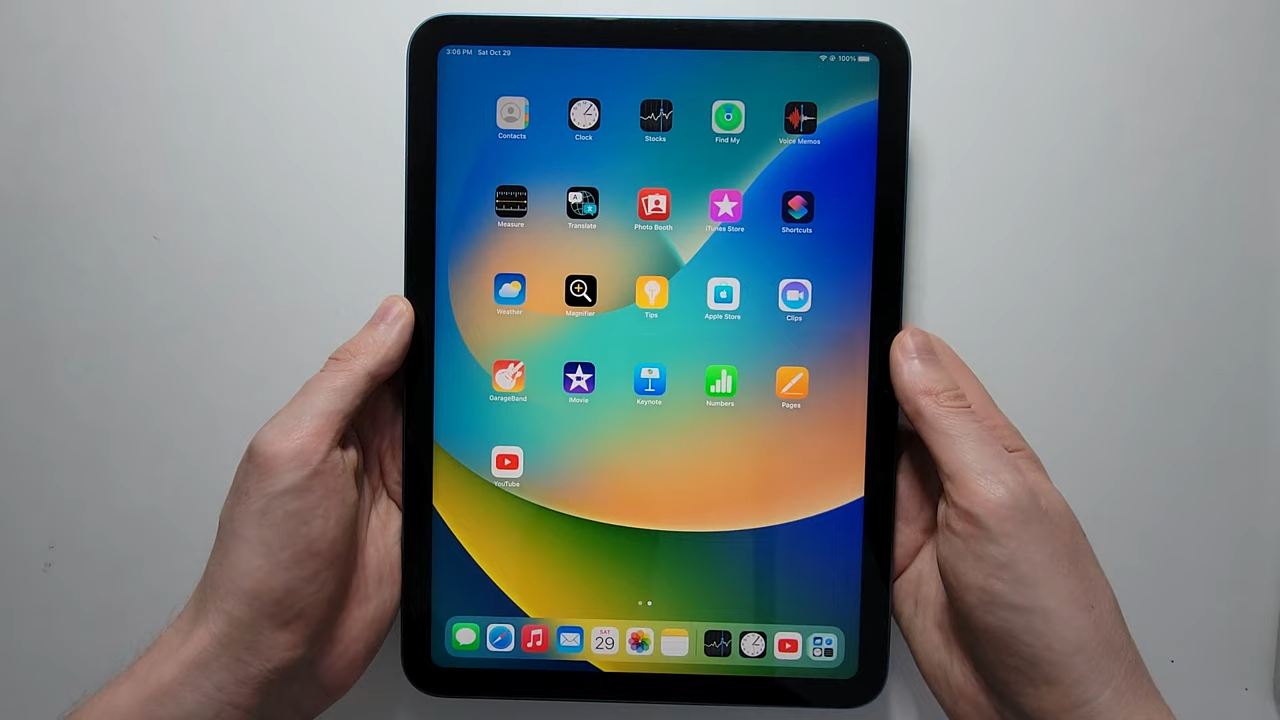 3:06 PM Sat Oct 29
100%
Contacts Clock Stocks Find My Voice Memos
Measure Translate Photo Booth iTunes Store Shortcuts
Weather Magnifier Tips Apple Store Clips
GarageBand iMovie Keynote Numbers Pages
YouTube
SAT
29